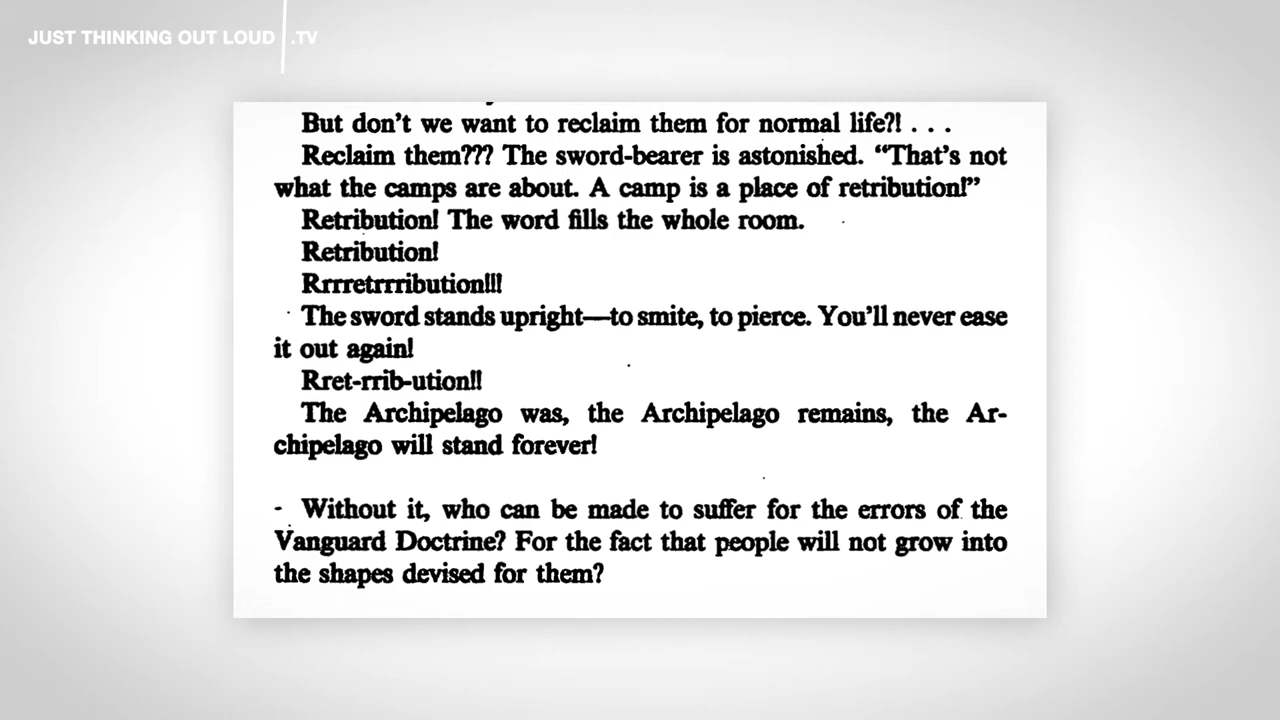 JUST THINKING OUT LOUD .TV
But don't we want to reclaim them for normal life?! . . .
Reclaim them??? The sword-bearer is astonished. “That's not
what the camps are about. A camp is a place of retribution!”
Retribution! The word fills the whole room.
Retribution!
Rrrretrrribution!!!
The sword stands upright—to smite, to pierce. You'll never ease
it out again!
Rret-rrib-ution!!
The Archipelago was, the Archipelago remains, the Ar-
chipelago will stand forever!
- Without it, who can be made to suffer for the errors of the
Vanguard Doctrine? For the fact that people will not grow into
the shapes devised for them?